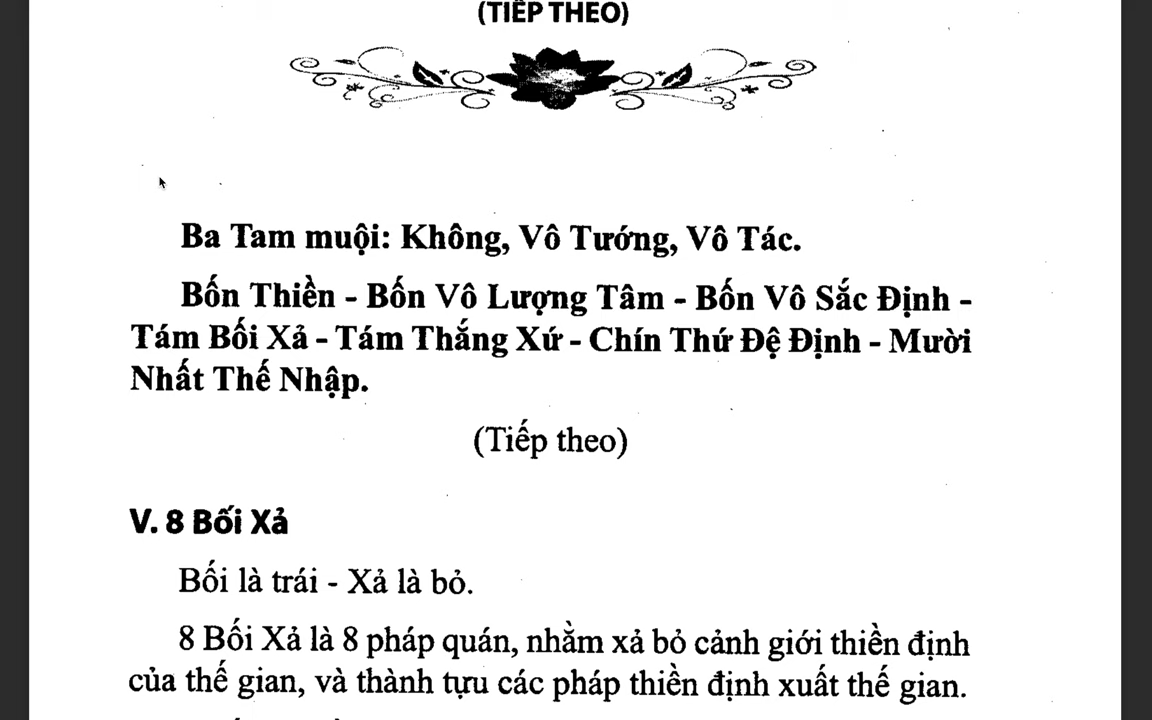 (TIẾP THEO)
Ba Tam muội: Không, Vô Tướng, Vô Tác.
Bốn Thiền - Bốn Vô Lượng Tâm - Bốn Vô Sắc Định -
Tám Bối Xả - Tám Thắng Xứ - Chín Thứ Đệ Định - Mười
Nhất Thế Nhập.
(Tiếp theo)
V. 8 Bối Xả
Bối là trái - Xả là bỏ.
8 Bối Xả là 8 pháp quán, nhằm xả bỏ cảnh giới thiền định
của thế gian, và thành tựu các pháp thiền định xuất thế gian.